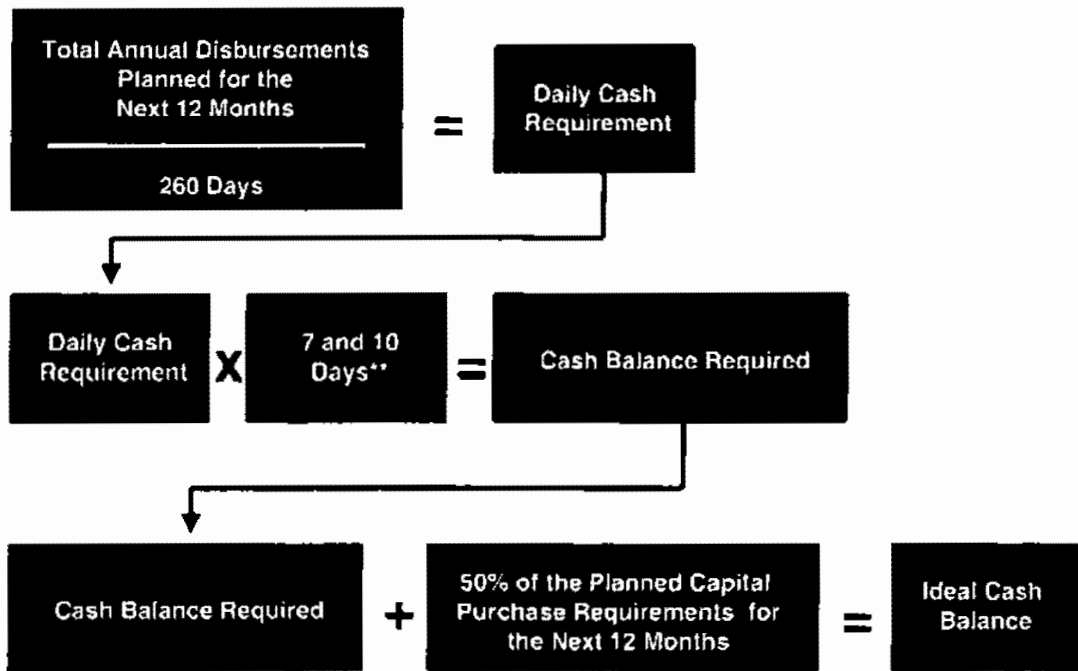 Total Annual Disbursements
Planned for the
Next 12 Months
260 Days
=
Daily Cash
Requirement
Daily Cash
Requirement
X
7 and 10
Days**
=
Cash Balance Required
Cash Balance Required
+
50% of the Planned Capital
Purchase Requirements for
the Next 12 Months
=
Ideal Cash
Balance